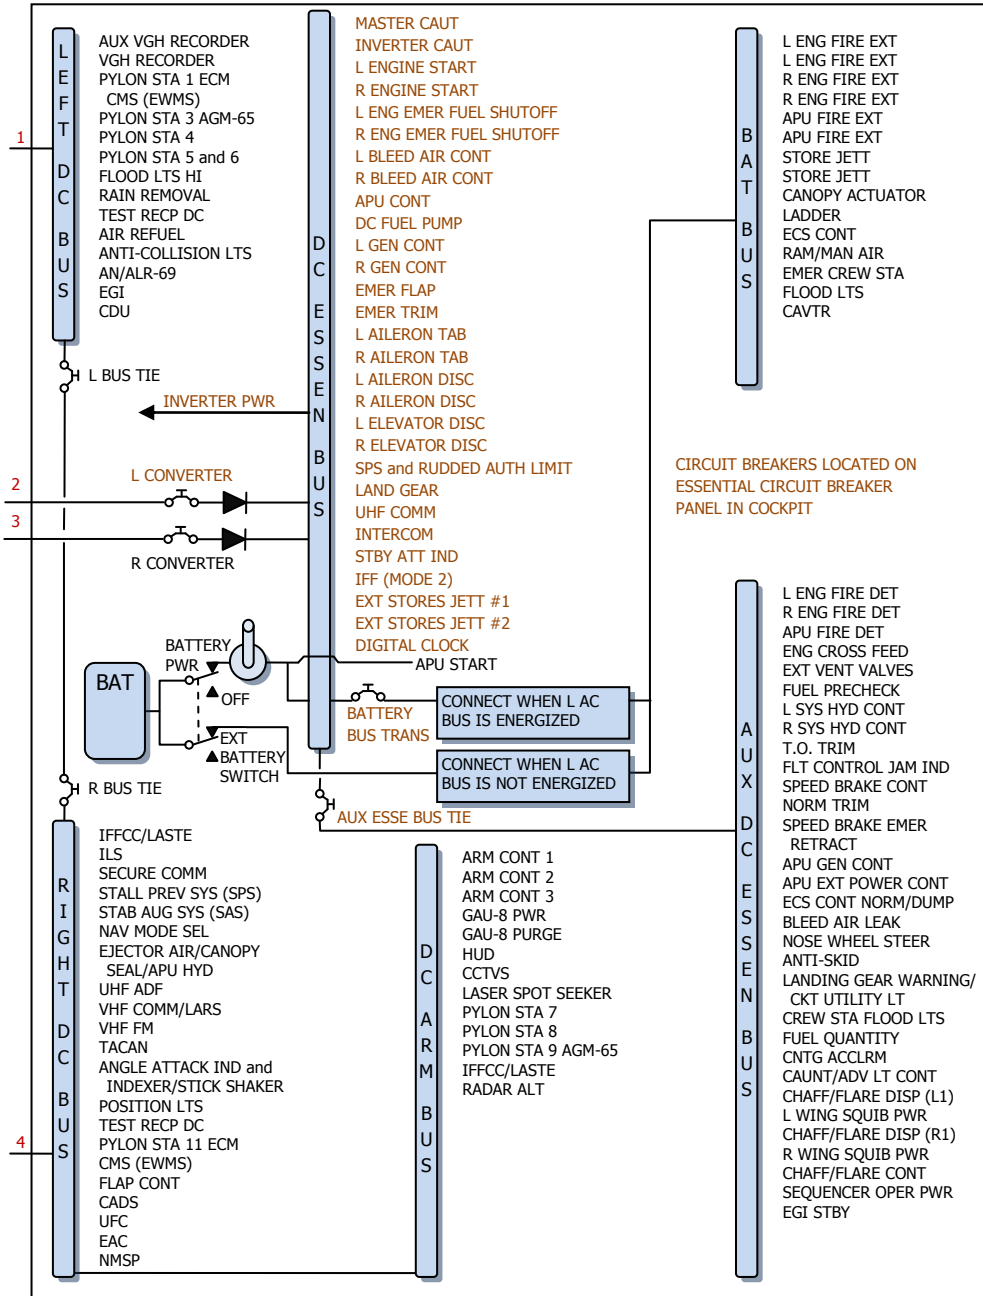 LEFT DC BUS
AUX VGH RECORDER
VGH RECORDER
PYLON STA 1 ECM
CMS (EWMS)
PYLON STA 3 AGM-65
PYLON STA 4
PYLON STA 5 and 6
FLOOD LTS HI
RAIN REMOVAL
TEST RECP DC
AIR REFUEL
ANTI-COLLISION LTS
AN/ALR-69
EGI
CDU
1
L BUS TIE
INVERTER PWR
2
L CONVERTER
3
R CONVERTER
DC ESSEN BUS
MASTER CAUT
INVERTER CAUT
L ENGINE START
R ENGINE START
L ENG EMER FUEL SHUTOFF
R ENG EMER FUEL SHUTOFF
L BLEED AIR CONT
R BLEED AIR CONT
APU CONT
DC FUEL PUMP
L GEN CONT
R GEN CONT
EMER FLAP
EMER TRIM
L AILERON TAB
R AILERON TAB
L AILERON DISC
R AILERON DISC
L ELEVATOR DISC
R ELEVATOR DISC
SPS and RUDDED AUTH LIMIT
LAND GEAR
UHF COMM
INTERCOM
STBY ATT IND
IFF (MODE 2)
EXT STORES JETT #1
EXT STORES JETT #2
DIGITAL CLOCK
BAT BUS
L ENG FIRE EXT
L ENG FIRE EXT
R ENG FIRE EXT
R ENG FIRE EXT
APU FIRE EXT
APU FIRE EXT
STORE JETT
STORE JETT
CANOPY ACTUATOR
LADDER
ECS CONT
RAM/MAN AIR
EMER CREW STA
FLOOD LTS
CAVTR
CIRCUIT BREAKERS LOCATED ON
ESSENTIAL CIRCUIT BREAKER
PANEL IN COCKPIT
BAT
BATTERY
PWR
OFF
EXT
BATTERY
SWITCH
APU START
BATTERY
BUS TRANS
CONNECT WHEN L AC
BUS IS ENERGIZED
CONNECT WHEN L AC
BUS IS NOT ENERGIZED
AUX ESSE BUS TIE
R BUS TIE
RIGHT DC BUS
IFFCC/LASTE
ILS
SECURE COMM
STALL PREV SYS (SPS)
STAB AUG SYS (SAS)
NAV MODE SEL
EJECTOR AIR/CANOPY
SEAL/APU HYD
UHF ADF
VHF COMM/LARS
VHF FM
TACAN
ANGLE ATTACK IND and
INDEXER/STICK SHAKER
POSITION LTS
TEST RECP DC
PYLON STA 11 ECM
CMS (EWMS)
FLAP CONT
CADS
UFC
EAC
NMSP
4
DC ARM BUS
ARM CONT 1
ARM CONT 2
ARM CONT 3
GAU-8 PWR
GAU-8 PURGE
HUD
CCTVS
LASER SPOT SEEKER
PYLON STA 7
PYLON STA 8
PYLON STA 9 AGM-65
IFFCC/LASTE
RADAR ALT
AUX DC ESSEN BUS
L ENG FIRE DET
R ENG FIRE DET
APU FIRE DET
ENG CROSS FEED
EXT VENT VALVES
FUEL PRECHECK
L SYS HYD CONT
R SYS HYD CONT
T.O. TRIM
FLT CONTROL JAM IND
SPEED BRAKE CONT
NORM TRIM
SPEED BRAKE EMER
RETRACT
APU GEN CONT
APU EXT POWER CONT
ECS CONT NORM/DUMP
BLEED AIR LEAK
NOSE WHEEL STEER
ANTI-SKID
LANDING GEAR WARNING/
CKT UTILITY LT
CREW STA FLOOD LTS
FUEL QUANTITY
CNTG ACCLRM
CAUNT/ADV LT CONT
CHAFF/FLARE DISP (L1)
L WING SQUIB PWR
CHAFF/FLARE DISP (R1)
R WING SQUIB PWR
CHAFF/FLARE CONT
SEQUENCER OPER PWR
EGI STBY